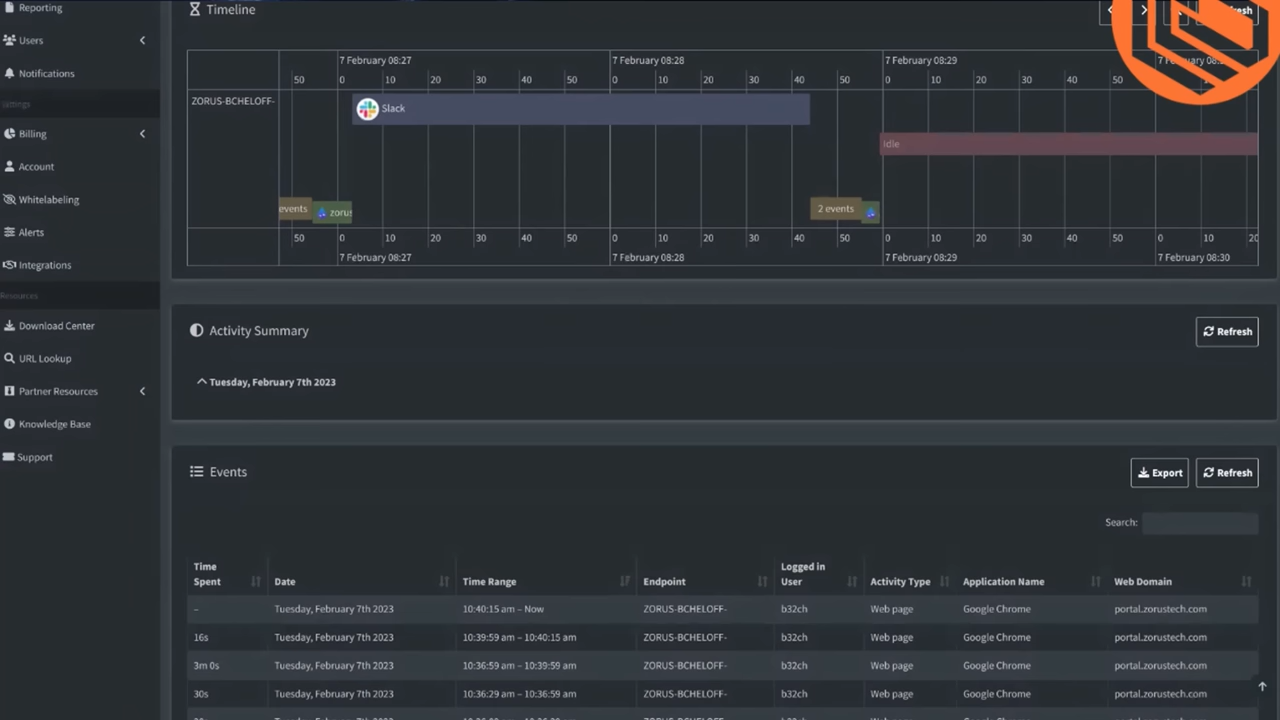 Reporting
Timeline
Users
Notifications
Settings
Billing
Account
Whitelabeling
Alerts
Integrations
Resources
Download Center
URL Lookup
Partner Resources
Knowledge Base
Support
7 February 08:27 7 February 08:28 7 February 08:29
50 0 10 20 30 40 50 0 10 20 30 40 50 0 10 20 30 40 50 0 10
ZORUS-BCHELOFF-
Slack
Idle
events zorus 2 events
50 0 10 20 30 40 50 0 10 20 30 40 50 0 10 20 30 40 50 0 10 20
7 February 08:27 7 February 08:28 7 February 08:29 7 February 08:30
Activity Summary Refresh
Tuesday, February 7th 2023
Events Export Refresh
Search:
Time Spent Date Time Range Endpoint Logged in User Activity Type Application Name Web Domain
– Tuesday, February 7th 2023 10:40:15 am – Now ZORUS-BCHELOFF- b32ch Web page Google Chrome portal.zorustech.com
16s Tuesday, February 7th 2023 10:39:59 am – 10:40:15 am ZORUS-BCHELOFF- b32ch Web page Google Chrome portal.zorustech.com
3m 0s Tuesday, February 7th 2023 10:36:59 am – 10:39:59 am ZORUS-BCHELOFF- b32ch Web page Google Chrome portal.zorustech.com
30s Tuesday, February 7th 2023 10:36:29 am – 10:36:59 am ZORUS-BCHELOFF- b32ch Web page Google Chrome portal.zorustech.com